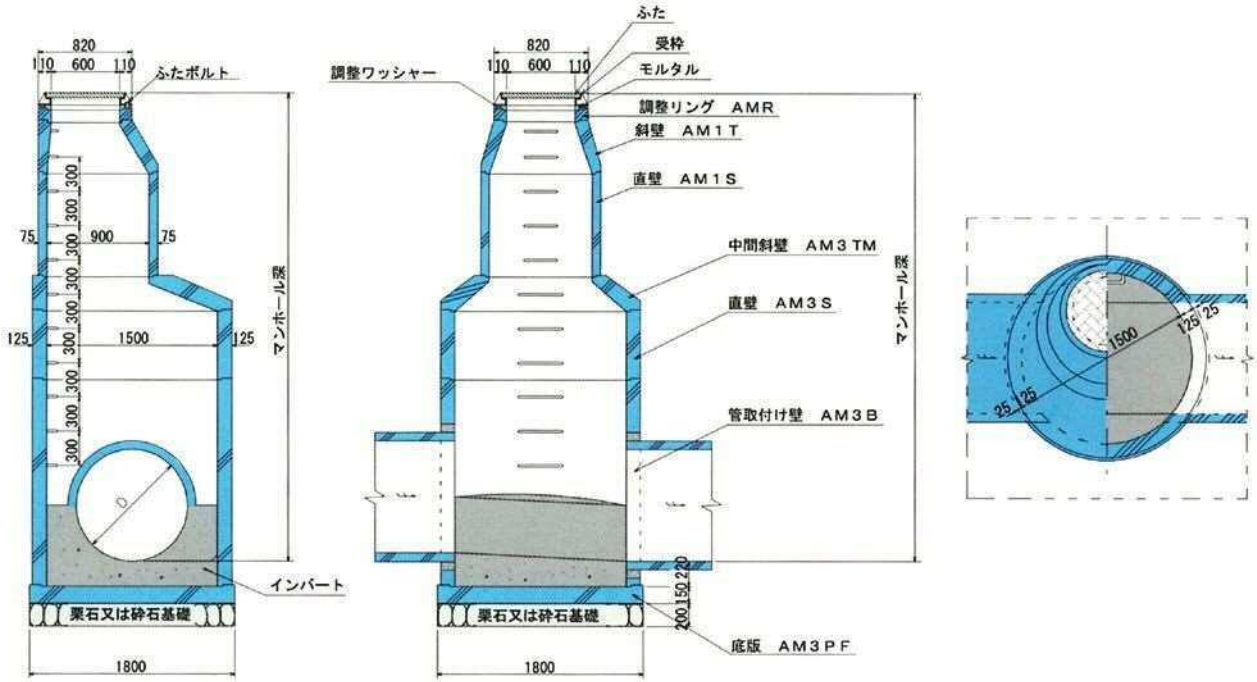 820
110 600 110
ふたボルト
300
300
300
300
300
300
300
300
300
75 900 75
125 1500 125
マンホール深
D
インバート
栗石又は砕石基礎
1800
ふた
受枠
モルタル
調整ワッシャー
820
110 600 110
調整リング AMR
斜壁 AM1T
直壁 AM1S
中間斜壁 AM3TM
直壁 AM3S
管取付け壁 AM3B
マンホール深
220
150
200
栗石又は砕石基礎
底版 AM3PF
1800
1500
125 25
25 125